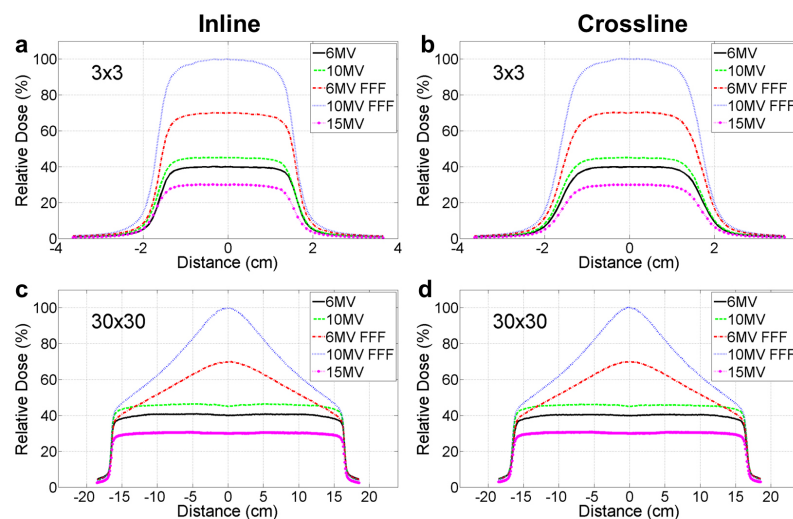 Inline
Crossline
a
3x3
6MV
10MV
6MV FFF
10MV FFF
15MV
Relative Dose (%)
100
80
60
40
20
0
-4
-2
0
2
4
Distance (cm)
b
3x3
6MV
10MV
6MV FFF
10MV FFF
15MV
Relative Dose (%)
100
80
60
40
20
0
-4
-2
0
2
Distance (cm)
c
30x30
6MV
10MV
6MV FFF
10MV FFF
15MV
Relative Dose (%)
100
80
60
40
20
0
-20
-15
-10
-5
0
5
10
15
20
Distance (cm)
d
30x30
6MV
10MV
6MV FFF
10MV FFF
15MV
Relative Dose (%)
100
80
60
40
20
0
-20
-15
-10
-5
0
5
10
15
20
Distance (cm)